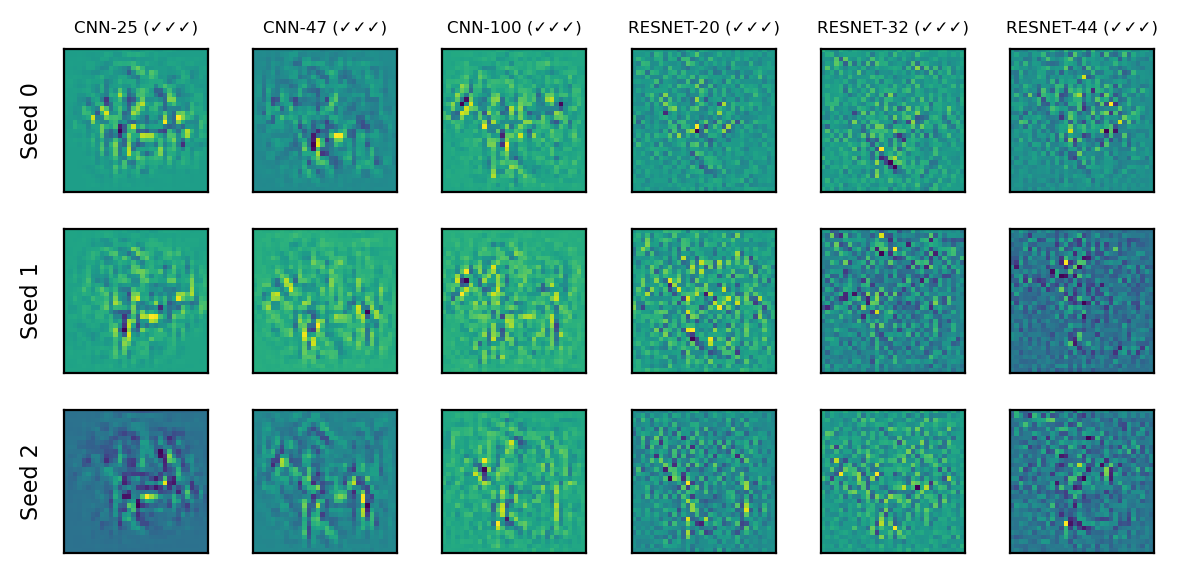 CNN-25 (✓✓✓) CNN-47 (✓✓✓) CNN-100 (✓✓✓) RESNET-20 (✓✓✓) RESNET-32 (✓✓✓) RESNET-44 (✓✓✓)
Seed 0
Seed 1
Seed 2